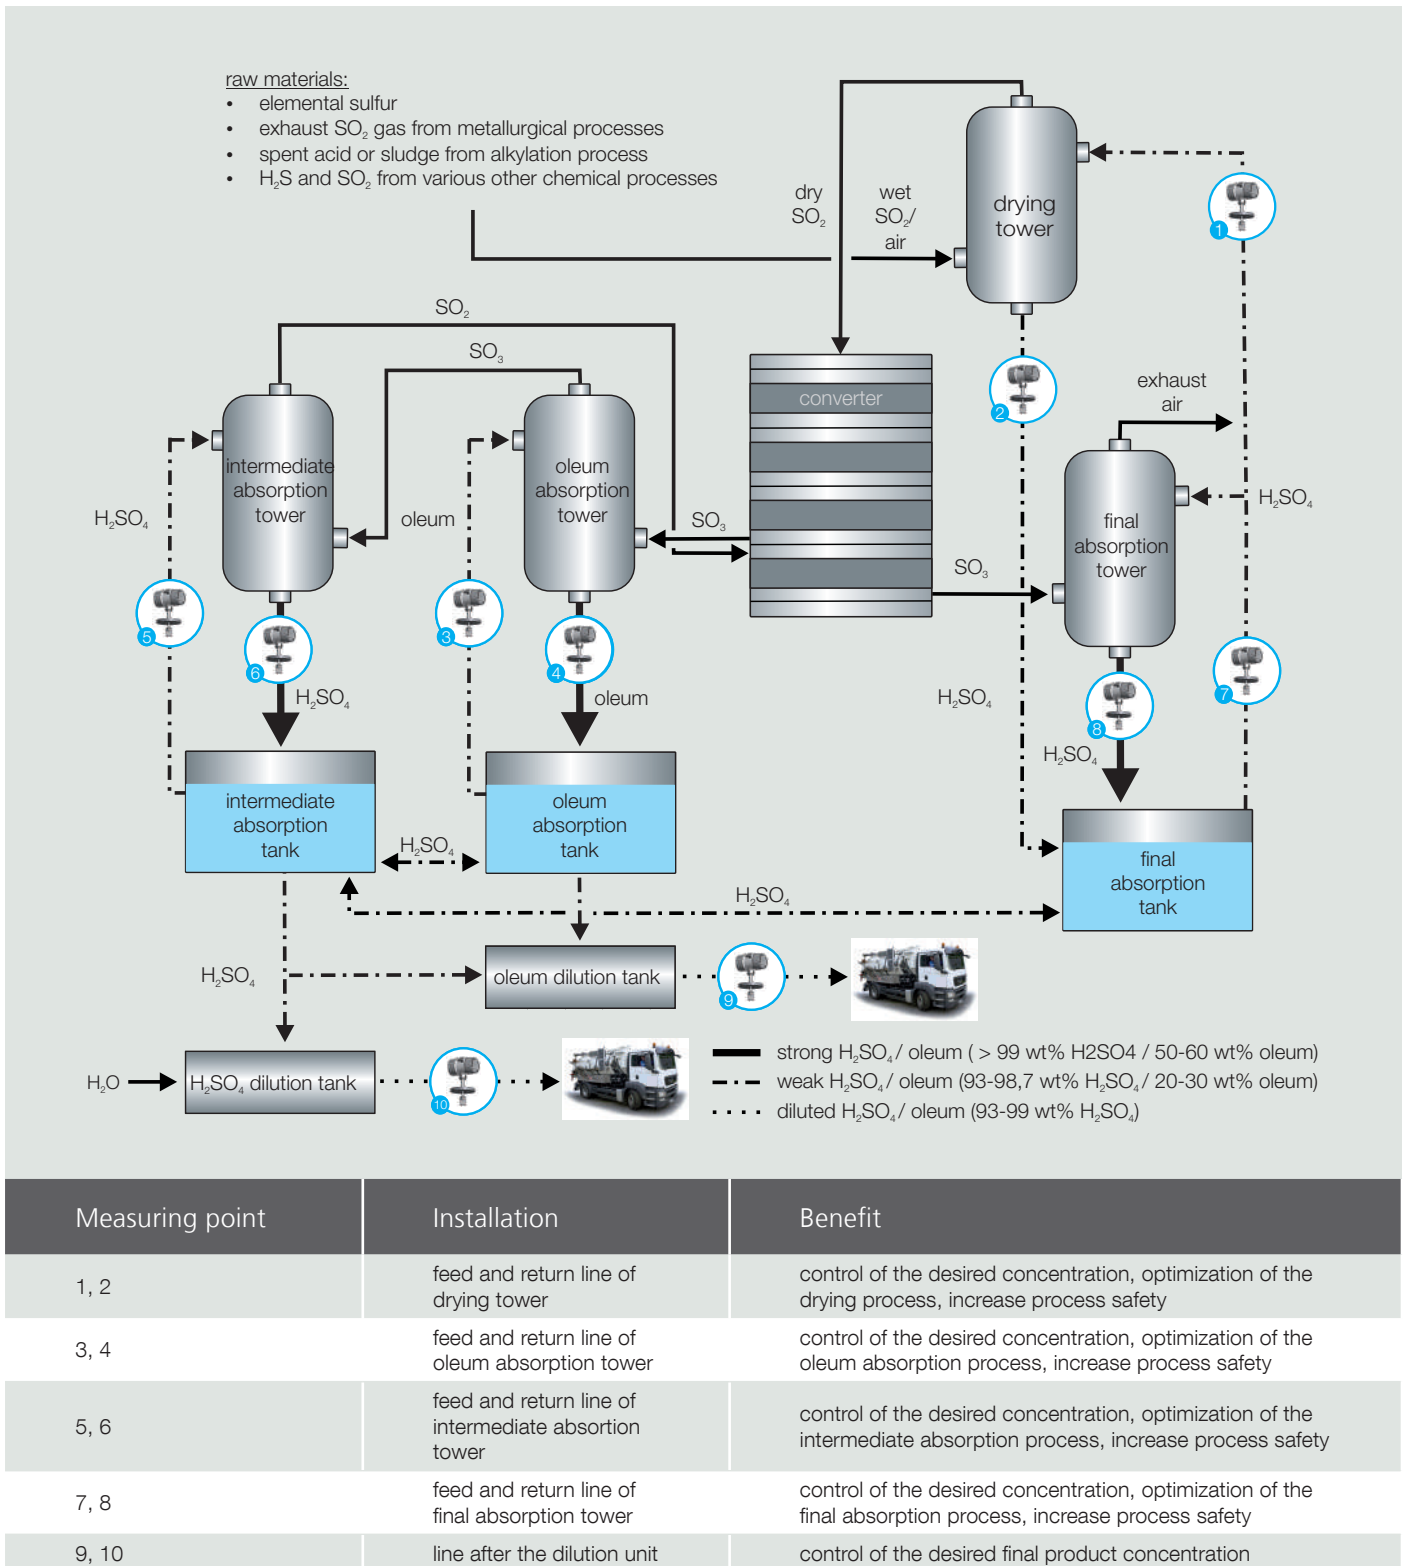 raw materials:
• elemental sulfur
• exhaust SO₂ gas from metallurgical processes
• spent acid or sludge from alkylation process
• H₂S and SO₂ from various other chemical processes
dry
SO₂
wet
SO₂/
air
drying
tower
1
SO₂
SO₃
converter
2
exhaust
air
intermediate
absorption
tower
oleum
absorption
tower
H₂SO₄
oleum
SO₃
final
absorption
tower
H₂SO₄
SO₃
5
6
3
4
7
8
H₂SO₄
oleum
H₂SO₄
H₂SO₄
intermediate
absorption
tank
oleum
absorption
tank
H₂SO₄
final
absorption
tank
H₂SO₄
H₂SO₄
oleum dilution tank
9
H₂O
H₂SO₄ dilution tank
10
strong H₂SO₄ / oleum ( > 99 wt% H2SO4 / 50-60 wt% oleum)
weak H₂SO₄ / oleum (93-98,7 wt% H₂SO₄ / 20-30 wt% oleum)
diluted H₂SO₄ / oleum (93-99 wt% H₂SO₄)
Measuring point Installation Benefit
1, 2
feed and return line of
drying tower
control of the desired concentration, optimization of the
drying process, increase process safety
3, 4
feed and return line of
oleum absorption tower
control of the desired concentration, optimization of the
oleum absorption process, increase process safety
5, 6
feed and return line of
intermediate absortion
tower
control of the desired concentration, optimization of the
intermediate absorption process, increase process safety
7, 8
feed and return line of
final absorption tower
control of the desired concentration, optimization of the
final absorption process, increase process safety
9, 10
line after the dilution unit
control of the desired final product concentration